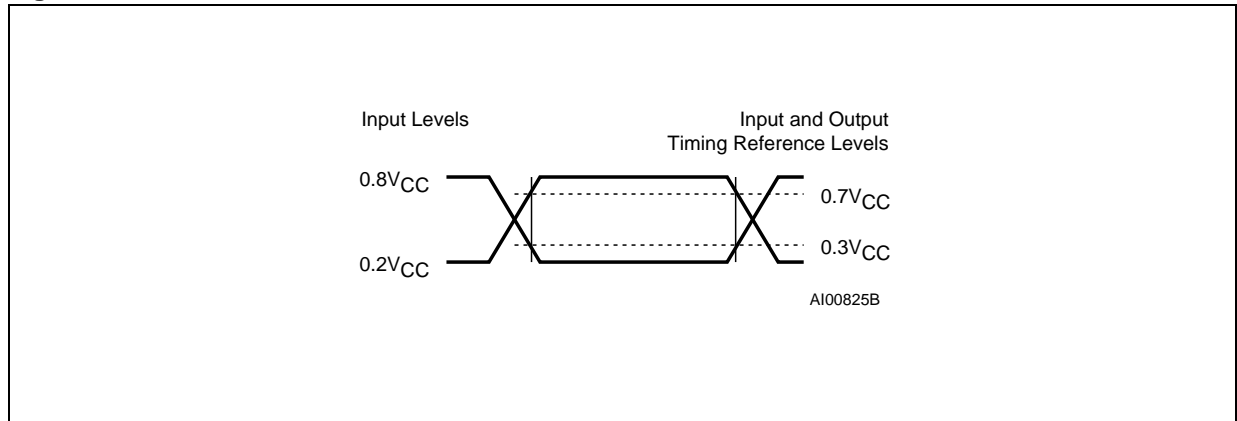 Input Levels
Input and Output
Timing Reference Levels
0.8VCC
0.7VCC
0.3VCC
0.2VCC
AI00825B